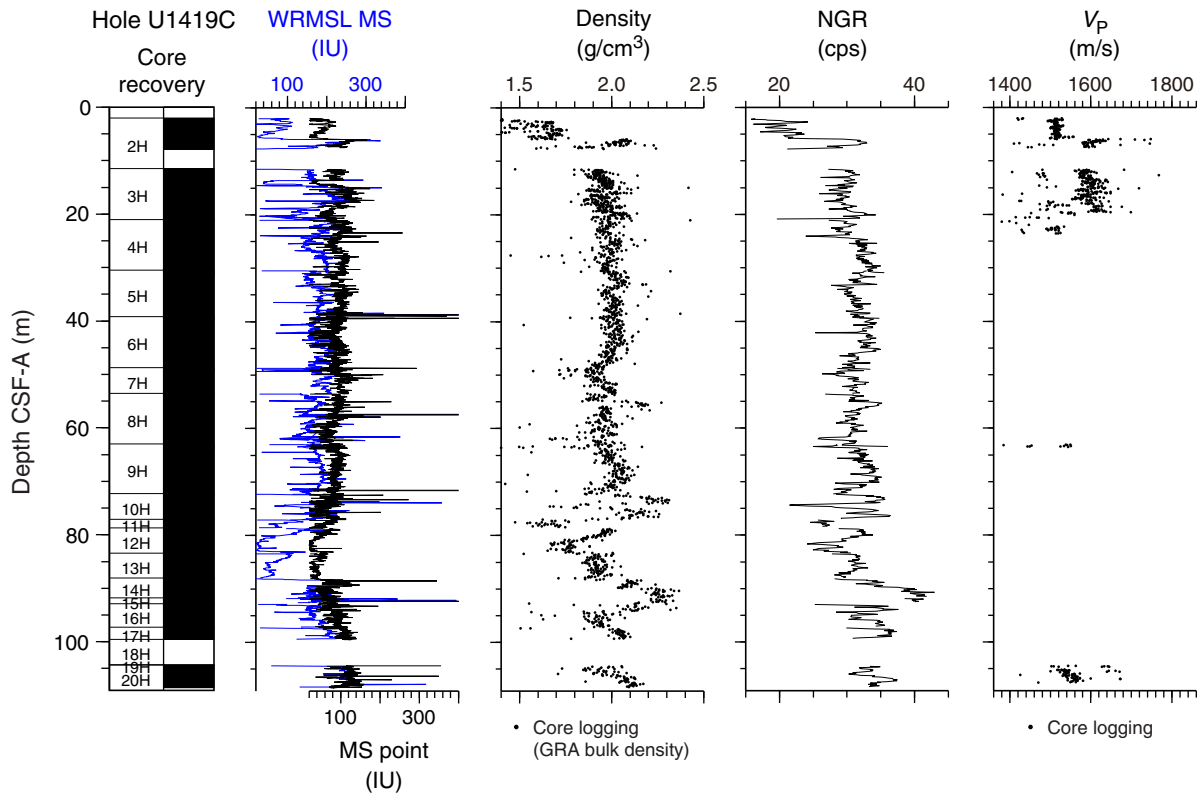 Hole U1419C
Core
recovery
WRMSL MS
(IU)
100 300
Density
(g/cm³)
1.5 2.0 2.5
NGR
(cps)
20 40
VP
(m/s)
1400 1600 1800
Depth CSF-A (m)
0
20
40
60
80
100
2H
3H
4H
5H
6H
7H
8H
9H
10H
11H
12H
13H
14H
15H
16H
17H
18H
19H
20H
100 300
MS point
(IU)
• Core logging
(GRA bulk density)
• Core logging